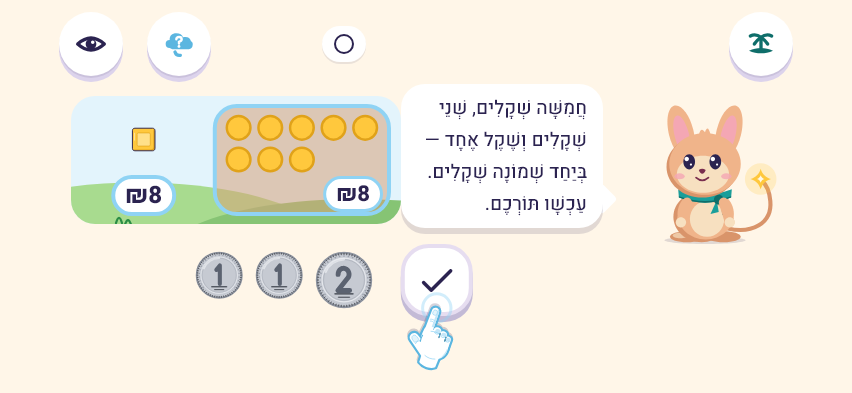 ?
חֲמִשָּׁה שְׁקָלִים, שְׁנֵי
שְׁקָלִים וְשֶׁקֶל אֶחָד –
בְּיַחַד שְׁמוֹנָה שְׁקָלִים.
עַכְשָׁו תּוֹרְכֶם.
₪8
₪8
1
1
2